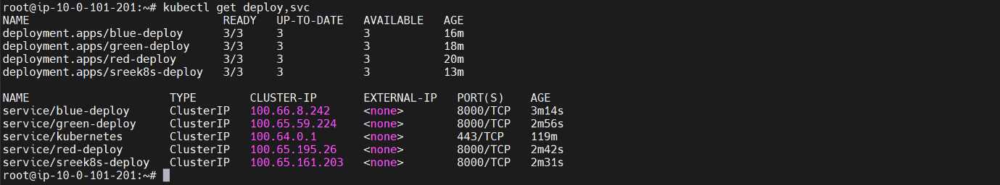 root@ip-10-0-101-201:~# kubectl get deploy,svc
NAME                             READY   UP-TO-DATE   AVAILABLE   AGE
deployment.apps/blue-deploy      3/3     3            3           16m
deployment.apps/green-deploy     3/3     3            3           18m
deployment.apps/red-deploy       3/3     3            3           20m
deployment.apps/sreek8s-deploy   3/3     3            3           13m
NAME                     TYPE        CLUSTER-IP       EXTERNAL-IP   PORT(S)    AGE
service/blue-deploy      ClusterIP   100.66.8.242     <none>        8000/TCP   3m14s
service/green-deploy     ClusterIP   100.65.59.224    <none>        8000/TCP   2m56s
service/kubernetes       ClusterIP   100.64.0.1       <none>        443/TCP    119m
service/red-deploy       ClusterIP   100.65.195.26    <none>        8000/TCP   2m42s
service/sreek8s-deploy   ClusterIP   100.65.161.203   <none>        8000/TCP   2m31s
root@ip-10-0-101-201:~#